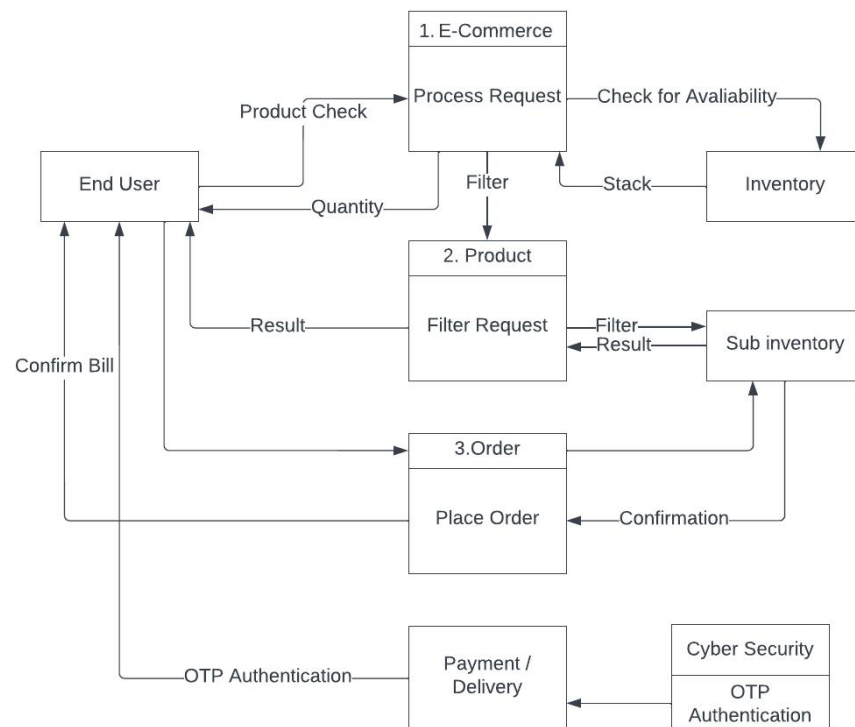 1. E-Commerce
Process Request
Product Check
Check for Avaliability
End User
Filter
Stack
Inventory
Quantity
2. Product
Result
Filter Request
Filter
Result
Sub inventory
Confirm Bill
3.Order
Place Order
Confirmation
Cyber Security
OTP Authentication
Payment /
Delivery
OTP
Authentication